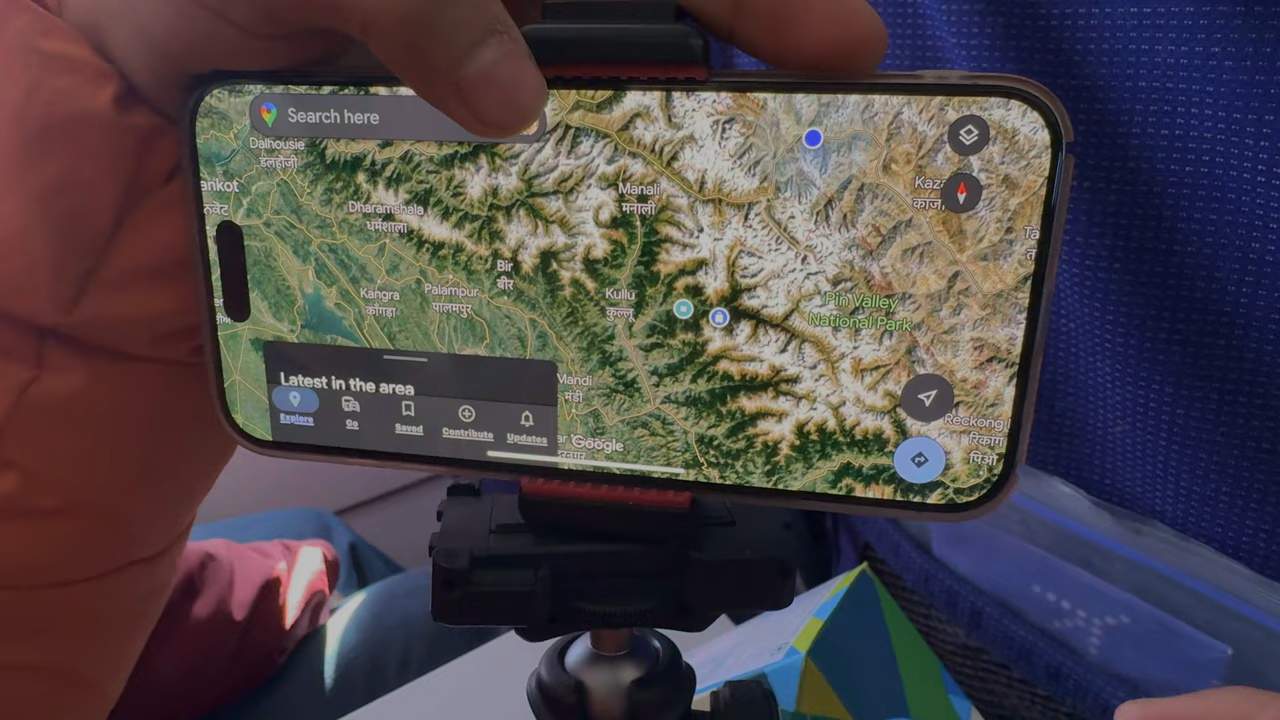 Search here
Dalhousie
डलहौज़ी
ankot
Dharamshala
धर्मशाला
Manali
मनाली
Bir
बीर
Kangra
काँगड़ा
Palampur
पालमपुर
Kullu
कुल्लू
Pin Valley
National Park
Kaza
Ta
Latest in the area
Mandi
मंडी
Explore
Go
Saved
Contribute
Updates
Google
Reckong
रिकांग
पिओ